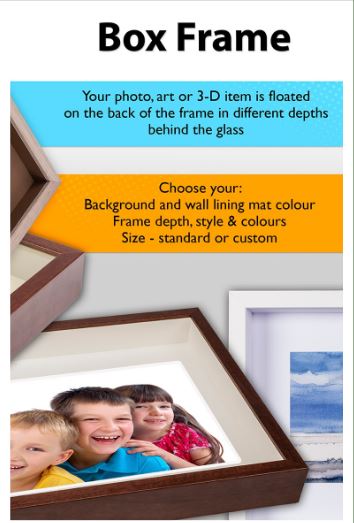 Box Frame
Your photo, art or 3-D item is floated
on the back of the frame in different depths
behind the glass
Choose your:
Background and wall lining mat colour
Frame depth, style & colours
Size - standard or custom